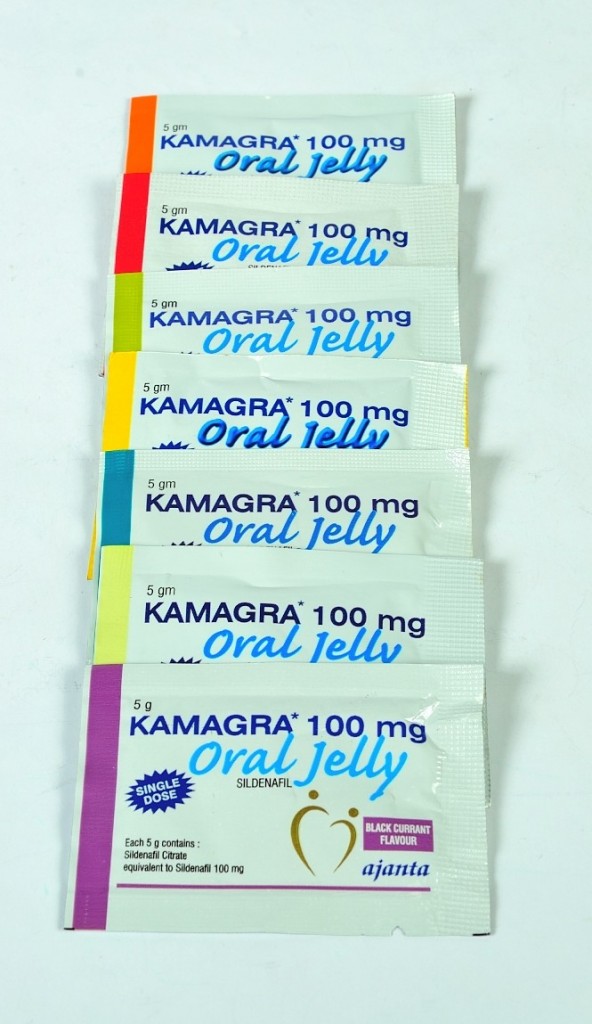 5 gm
KAMAGRA* 100 mg
Oral Jelly
5 gm
KAMAGRA* 100 mg
Oral Jelly
5 gm
KAMAGRA* 100 mg
Oral Jelly
5 gm
KAMAGRA* 100 mg
Oral Jelly
5 gm
KAMAGRA* 100 mg
Oral Jelly
5 gm
KAMAGRA* 100 mg
Oral Jelly
5 g
KAMAGRA* 100 mg
Oral Jelly
SILDENAFIL
SINGLE
DOSE
BLACK CURRANT
FLAVOUR
Each 5 g contains :
Sildenafil Citrate
equivalent to Sildenafil 100 mg
ajanta